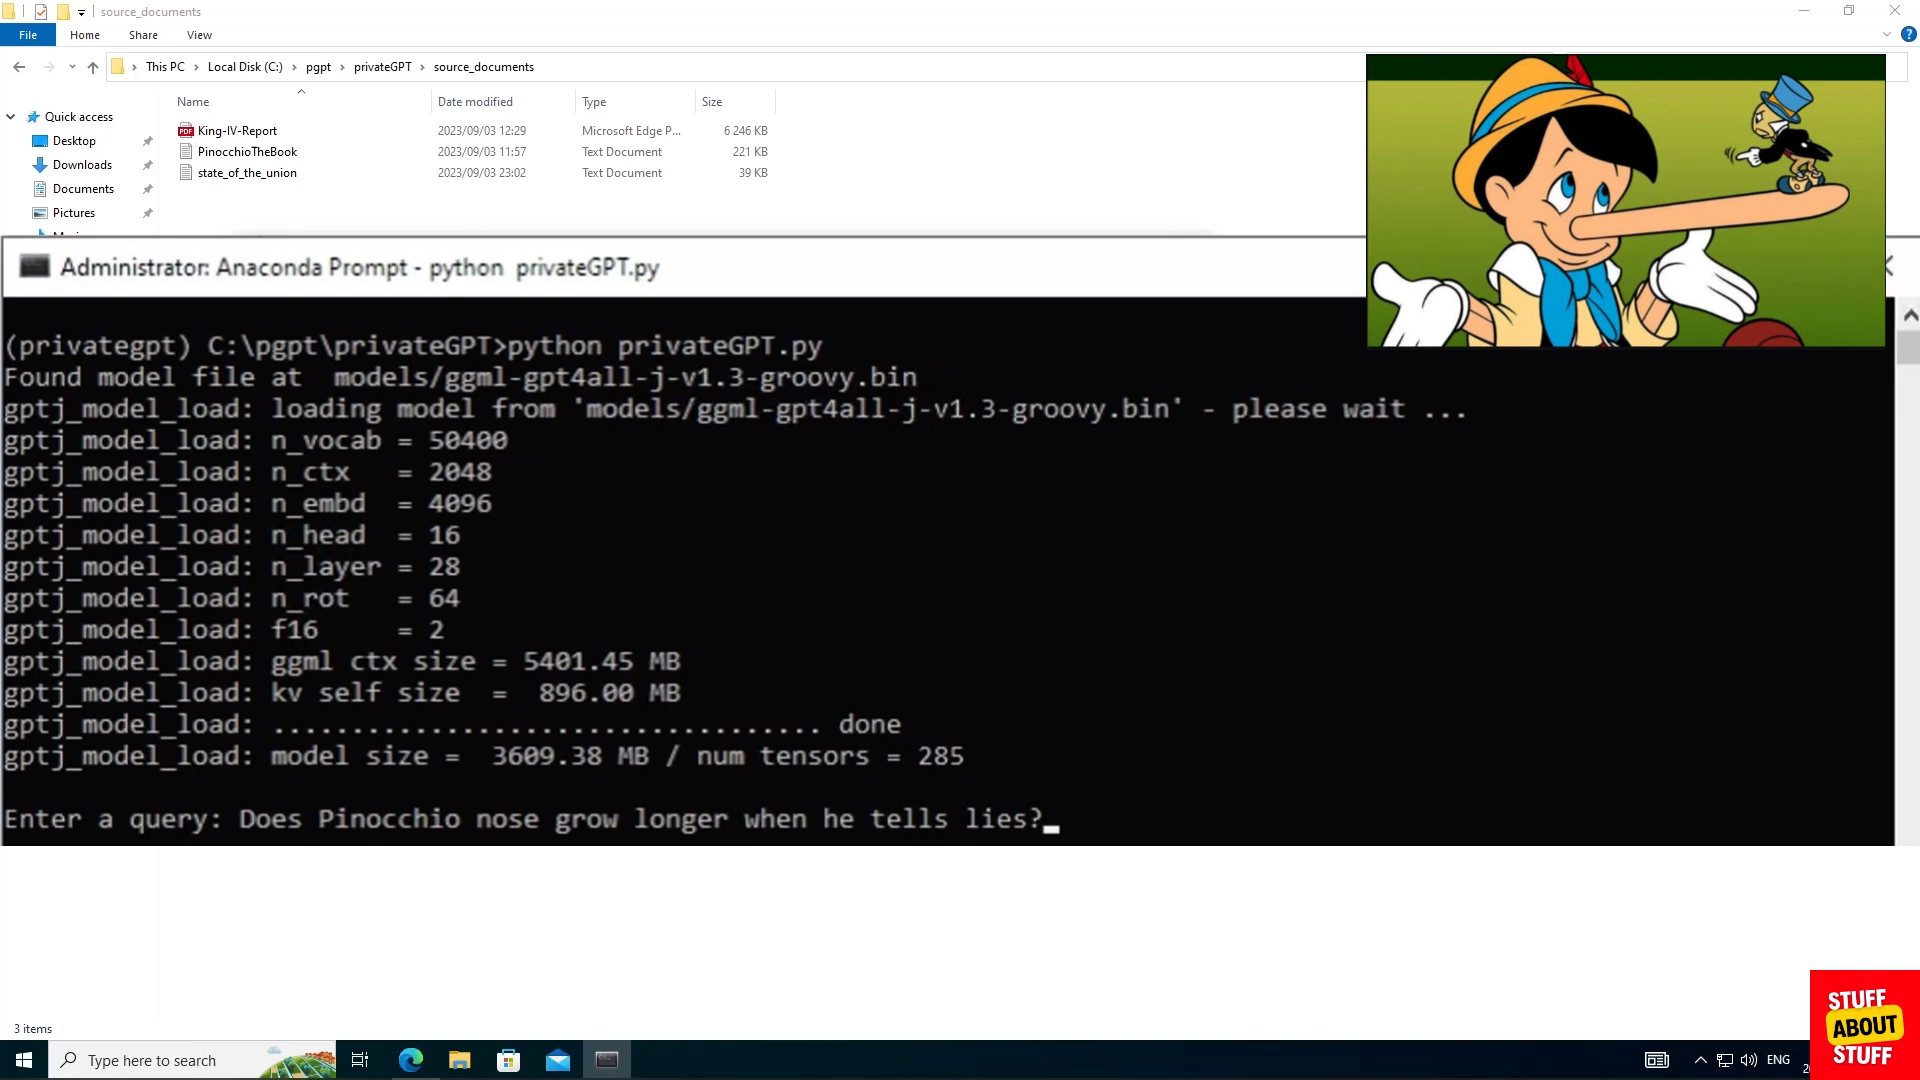 source_documents
File Home Share View
This PC Local Disk (C:) pgpt privateGPT source_documents
Name Date modified Type Size
Quick access
Desktop
Downloads
Documents
Pictures
King-IV-Report 2023/09/03 12:29 Microsoft Edge P... 6 246 KB
PinocchioTheBook 2023/09/03 11:57 Text Document 221 KB
state_of_the_union 2023/09/03 23:02 Text Document 39 KB
Administrator: Anaconda Prompt - python privateGPT.py
(privategpt) C:\pgpt\privateGPT>python privateGPT.py
Found model file at models/ggml-gpt4all-j-v1.3-groovy.bin
gptj_model_load: loading model from 'models/ggml-gpt4all-j-v1.3-groovy.bin' - please wait ...
gptj_model_load: n_vocab = 50400
gptj_model_load: n_ctx = 2048
gptj_model_load: n_embd = 4096
gptj_model_load: n_head = 16
gptj_model_load: n_layer = 28
gptj_model_load: n_rot = 64
gptj_model_load: f16 = 2
gptj_model_load: ggml ctx size = 5401.45 MB
gptj_model_load: kv self size = 896.00 MB
gptj_model_load: ................................... done
gptj_model_load: model size = 3609.38 MB / num tensors = 285
Enter a query: Does Pinocchio nose grow longer when he tells lies?
3 items
Type here to search
ENG
STUFF
ABOUT
STUFF